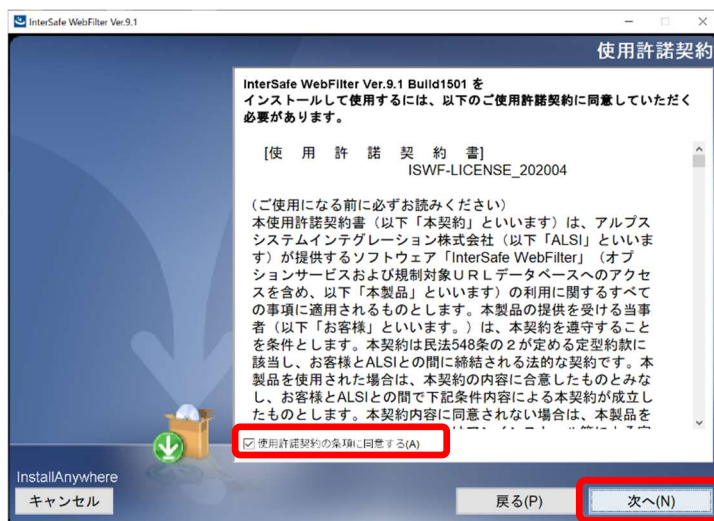 InterSafe WebFilter Ver.9.1
使用許諾契約
InterSafe WebFilter Ver.9.1 Build1501 を
インストールして使用するには、以下のご使用許諾契約に同意していただく
必要があります。
[使　用　許　諾　契　約　書]
ISWF-LICENSE_202004
（ご使用になる前に必ずお読みください）
本使用許諾契約書（以下「本契約」といいます）は、アルプス
システムインテグレーション株式会社（以下「ALSI」といいま
す）が提供するソフトウェア「InterSafe WebFilter」（オプ
ションサービスおよび規制対象ＵＲＬデータベースへのアクセ
スを含め、以下「本製品」といいます）の利用に関するすべて
の事項に適用されるものとします。本製品の提供を受ける当事
者（以下「お客様」といいます。）は、本契約を遵守すること
を条件とします。本契約は民法548条の２が定める定型約款に
該当し、お客様とALSIとの間に締結される法的な契約です。本
製品を使用された場合は、本契約の内容に合意したものとみな
し、お客様とALSIとの間で下記条件内容による本契約が成立し
たものとします。本契約内容に同意されない場合は、本製品を
使用許諾契約の条項に同意する(A)
InstallAnywhere
キャンセル
戻る(P)
次へ(N)